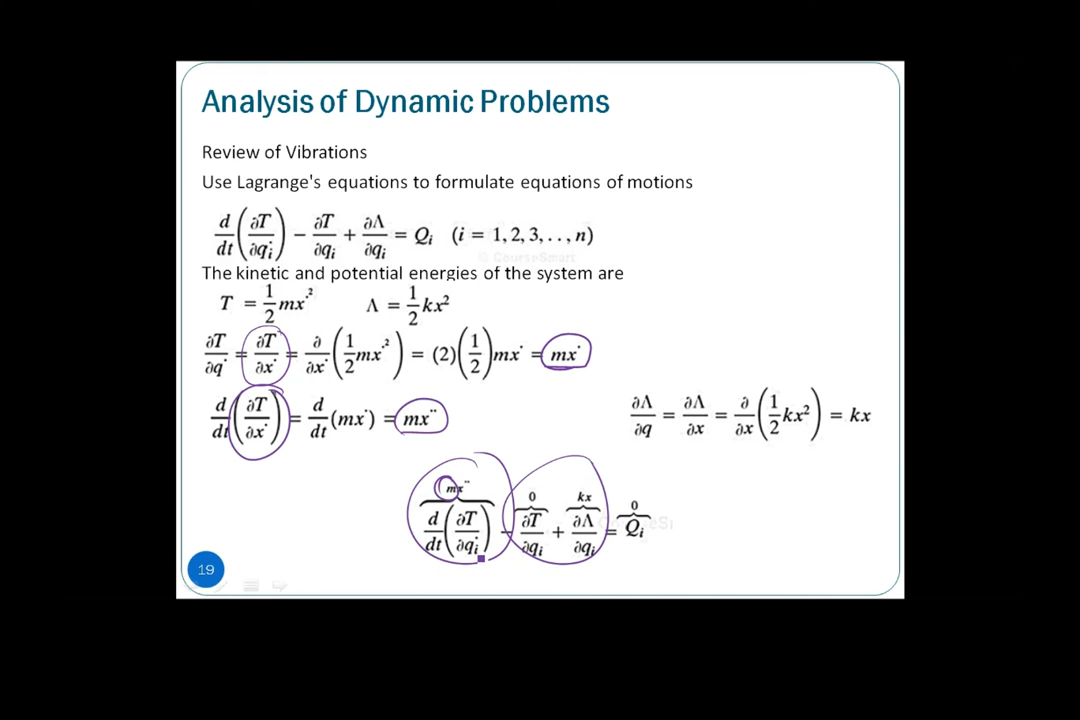 Analysis of Dynamic Problems
Review of Vibrations
Use Lagrange's equations to formulate equations of motions
d/dt(∂T/∂q̇ᵢ) − ∂T/∂qᵢ + ∂Λ/∂qᵢ = Qᵢ (i = 1, 2, 3, . . , n)
© CourseSmart
The kinetic and potential energies of the system are
T = 1/2 mẋ² Λ = 1/2 kx²
∂T/∂q̇ = ∂T/∂ẋ = ∂/∂ẋ(1/2 mẋ²) = (2)(1/2)mẋ = mẋ
d/dt(∂T/∂ẋ) = d/dt(mẋ) = mẍ
∂Λ/∂q = ∂Λ/∂x = ∂/∂x(1/2 kx²) = kx
mẍ 0 kx 0
d/dt(∂T/∂q̇ᵢ) − ∂T/∂qᵢ + ∂Λ/∂qᵢ = Qᵢ
19